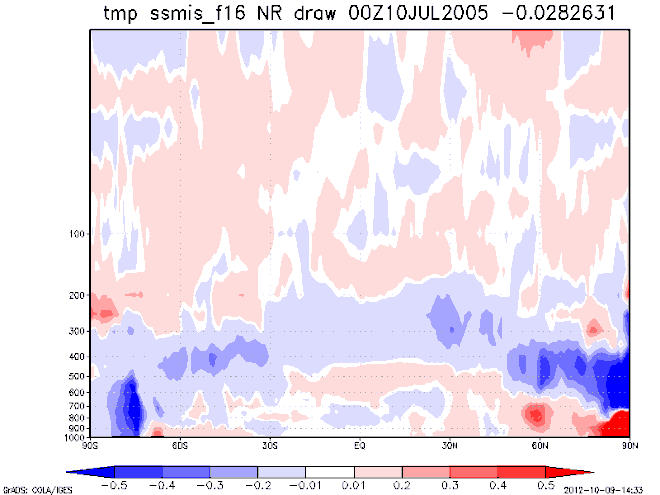 tmp ssmis_f16 NR draw 00Z10JUL2005 -0.0282631
100
200
300
400
500
600
700
800
900
1000
90S 60S 30S EQ 30N 60N 90N
-0.5 -0.4 -0.3 -0.2 -0.01 0.01 0.2 0.3 0.4 0.5
GrADS: COLA/IGES 2012-10-09-14:33